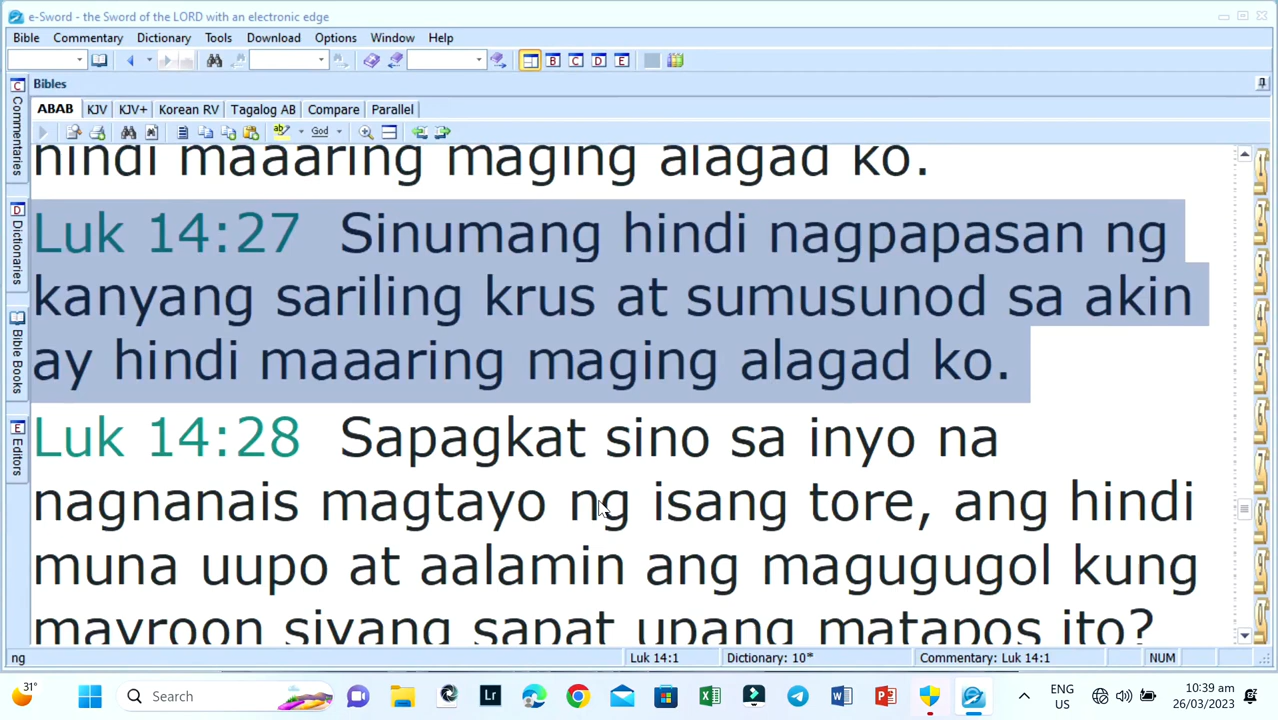 e-Sword - the Sword of the LORD with an electronic edge
Bible Commentary Dictionary Tools Download Options Window Help
B C D E
Bibles
ABAB KJV KJV+ Korean RV Tagalog AB Compare Parallel
God
Commentaries
Dictionaries
Bible Books
Editors
hindi maaaring maging alagad ko.
Luk 14:27 Sinumang hindi nagpapasan ng
kanyang sariling krus at sumusunod sa akin
ay hindi maaaring maging alagad ko.
Luk 14:28 Sapagkat sino sa inyo na
nagnanais magtayo ng isang tore, ang hindi
muna uupo at aalamin ang magugugol kung
mayroon siyang sapat upang matapos ito?
ng Luk 14:1 Dictionary: 10* Commentary: Luk 14:1 NUM
31° Search Lr ENG 10:39 am
US 26/03/2023